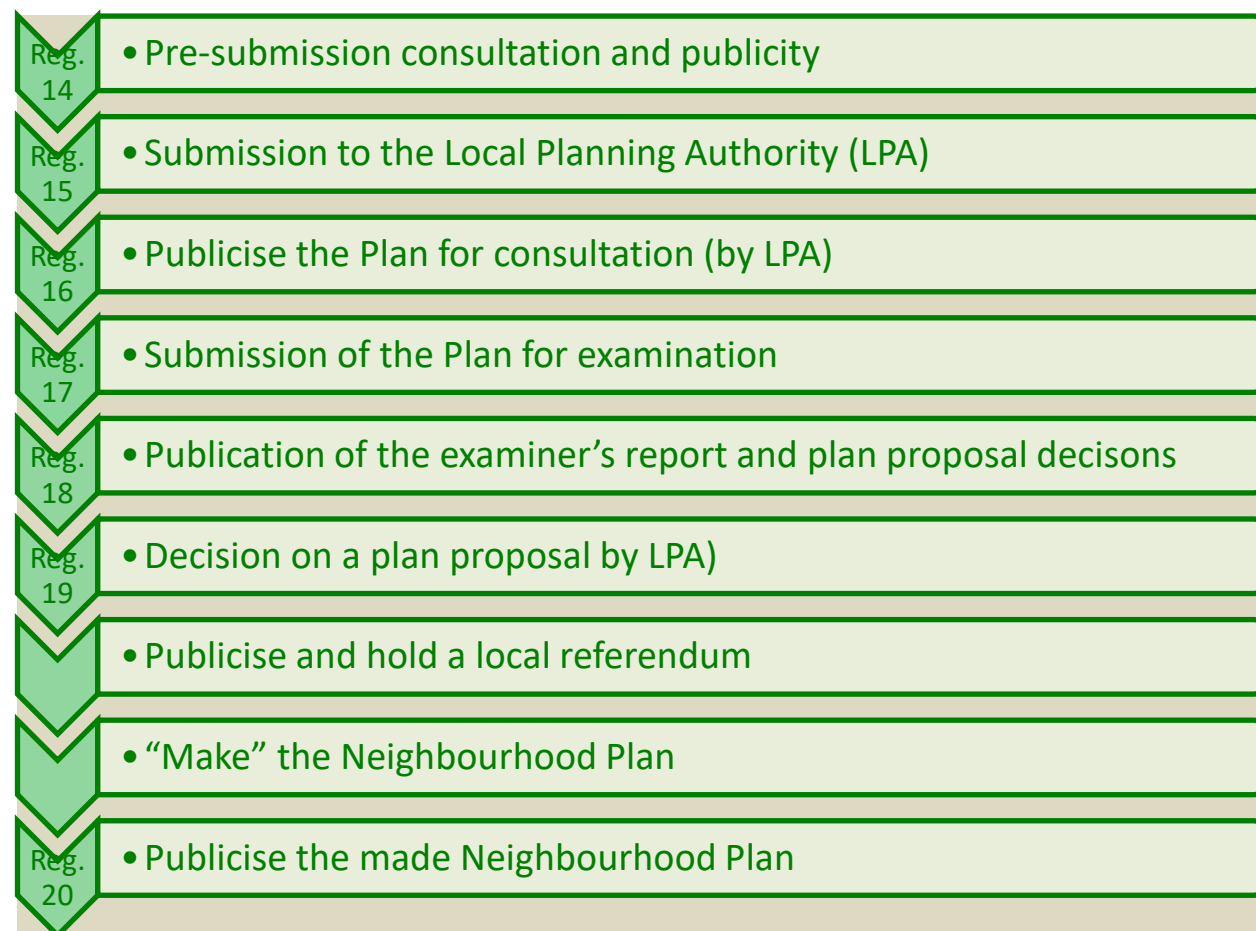 Reg.
14
• Pre-submission consultation and publicity
Reg.
15
• Submission to the Local Planning Authority (LPA)
Reg.
16
• Publicise the Plan for consultation (by LPA)
Reg.
17
• Submission of the Plan for examination
Reg.
18
• Publication of the examiner’s report and plan proposal decisons
Reg.
19
• Decision on a plan proposal by LPA)
• Publicise and hold a local referendum
• “Make” the Neighbourhood Plan
Reg.
20
• Publicise the made Neighbourhood Plan